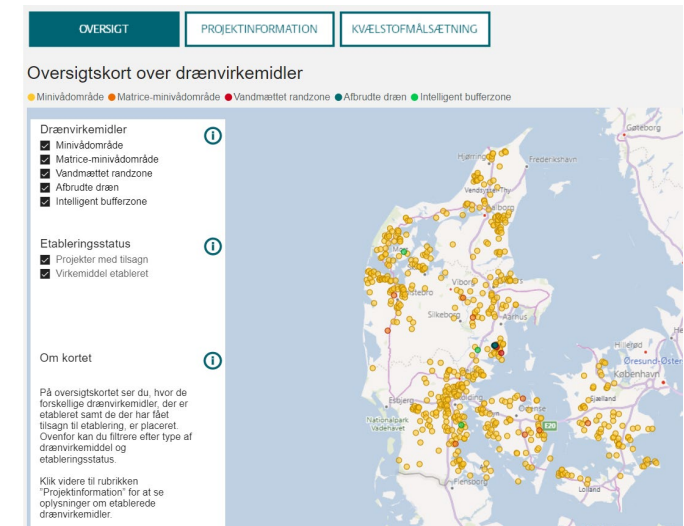 OVERSIGT
PROJEKTINFORMATION
KVÆLSTOFMÅLSÆTNING
Oversigtskort over drænvirkemidler
Minivådområde Matrice-minivådområde Vandmættet randzone Afbrudte dræn Intelligent bufferzone
Drænvirkemidler
Minivådområde
Matrice-minivådområde
Vandmættet randzone
Afbrudte dræn
Intelligent bufferzone
Etableringsstatus
Projekter med tilsagn
Virkemiddel etableret
Om kortet
På oversigtskortet ser du, hvor de
forskellige drænvirkemidler, der er
etableret samt de der har fået
tilsagn til etablering, er placeret.
Ovenfor kan du filtrere efter type af
drænvirkemiddel og
etableringsstatus.
Klik videre til rubrikken
"Projektinformation" for at se
oplysninger om etablerede
drænvirkemidler.
Göteborg
Hjørring
Frederikshavn
Vendsyssel-Thy
Viborg
Silkeborg
Aarhus
Hillerød
Øresund-Öster
København
Esbjerg
Sjælland
Nationalpark
Vadehavet
E20
Flensborg
Lolland